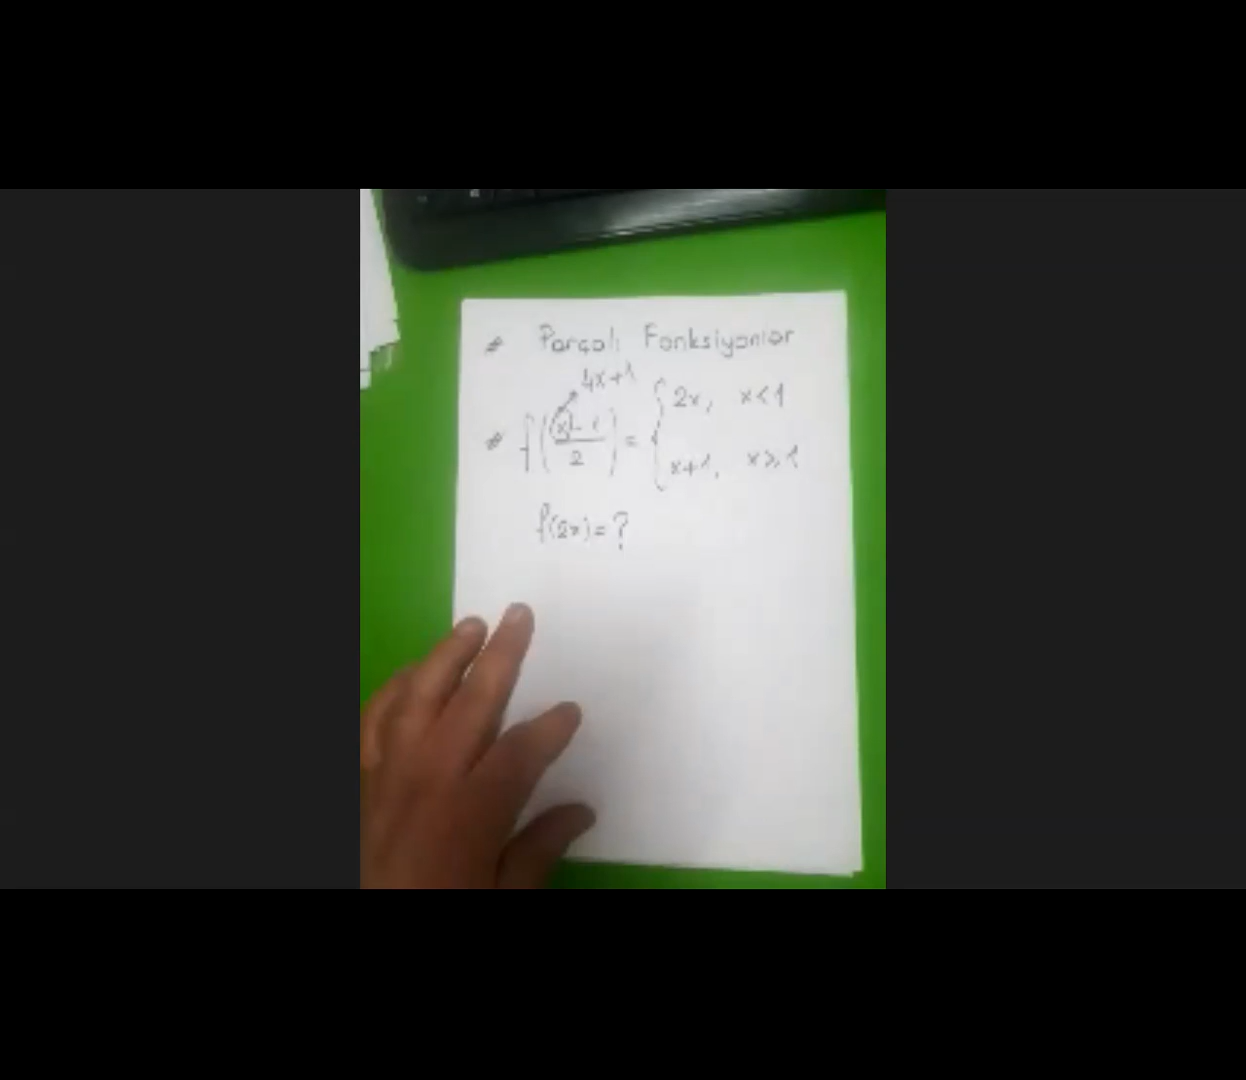 * Parçalı Fonksiyonlar
4x+1
* f((x-1)/2) = { 2x, x<1
x+1, x≥1
f(2x)=?